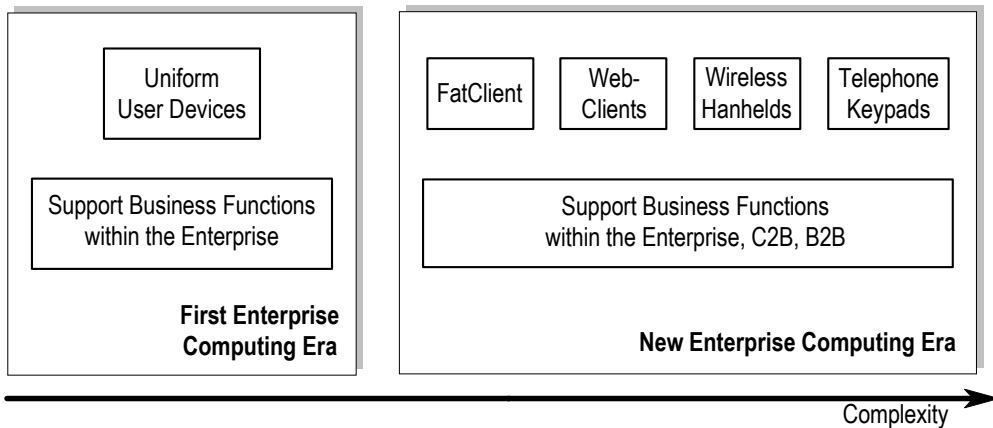 Uniform
User Devices
Support Business Functions
within the Enterprise
First Enterprise
Computing Era
FatClient
Web-
Clients
Wireless
Hanhelds
Telephone
Keypads
Support Business Functions
within the Enterprise, C2B, B2B
New Enterprise Computing Era
Complexity